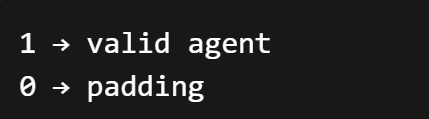 1 → valid agent
0 → padding